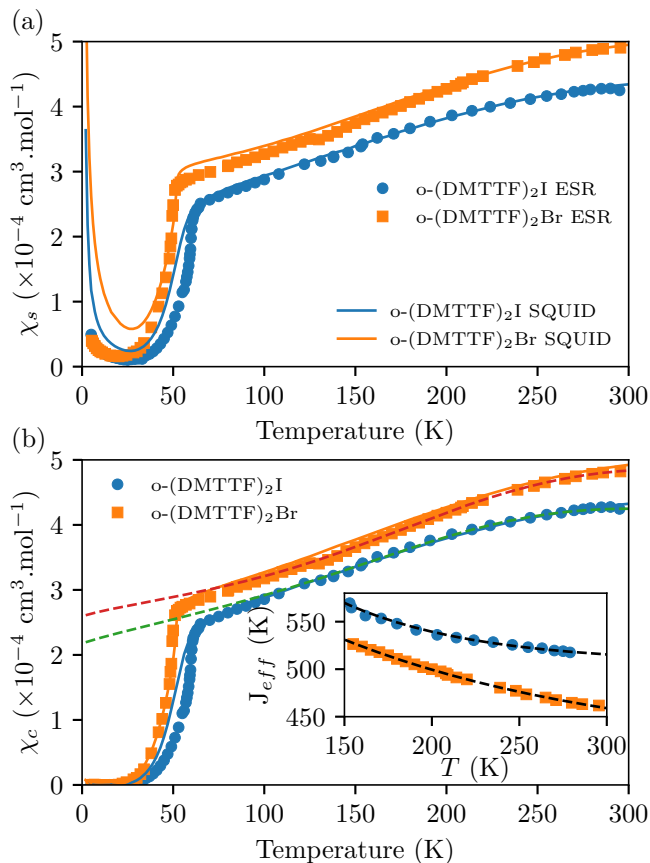 (a)
5
4
3
2
1
0
χₛ (×10⁻⁴ cm³.mol⁻¹)
o-(DMTTF)₂I ESR
o-(DMTTF)₂Br ESR
o-(DMTTF)₂I SQUID
o-(DMTTF)₂Br SQUID
0 50 100 150 200 250 300
Temperature (K)
(b)
5
4
3
2
1
0
χ_c (×10⁻⁴ cm³.mol⁻¹)
o-(DMTTF)₂I
o-(DMTTF)₂Br
550
500
450
J_eff (K)
150 200 250 300
T (K)
0 50 100 150 200 250 300
Temperature (K)